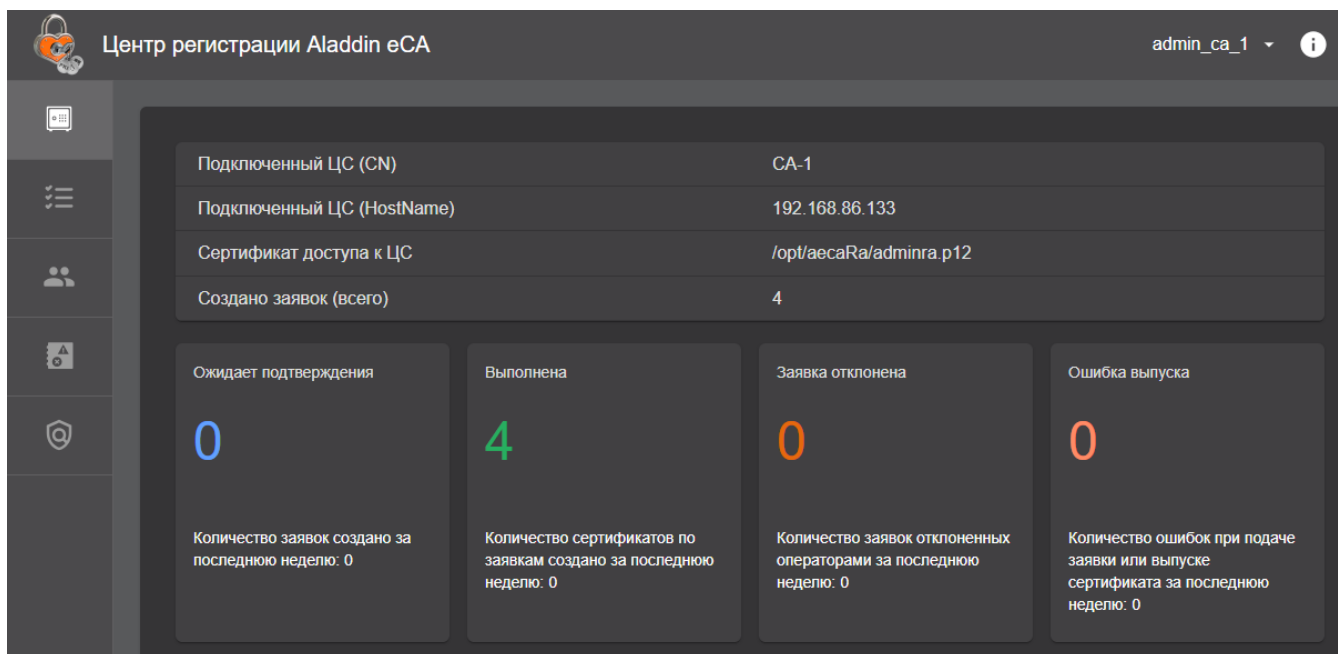 Центр регистрации Aladdin eCA
admin_ca_1
Подключенный ЦС (CN) CA-1
Подключенный ЦС (HostName) 192.168.86.133
Сертификат доступа к ЦС /opt/aecaRa/adminra.p12
Создано заявок (всего) 4
Ожидает подтверждения
0
Количество заявок создано за
последнюю неделю: 0
Выполнена
4
Количество сертификатов по
заявкам создано за последнюю
неделю: 0
Заявка отклонена
0
Количество заявок отклоненных
операторами за последнюю
неделю: 0
Ошибка выпуска
0
Количество ошибок при подаче
заявки или выпуске
сертификата за последнюю
неделю: 0